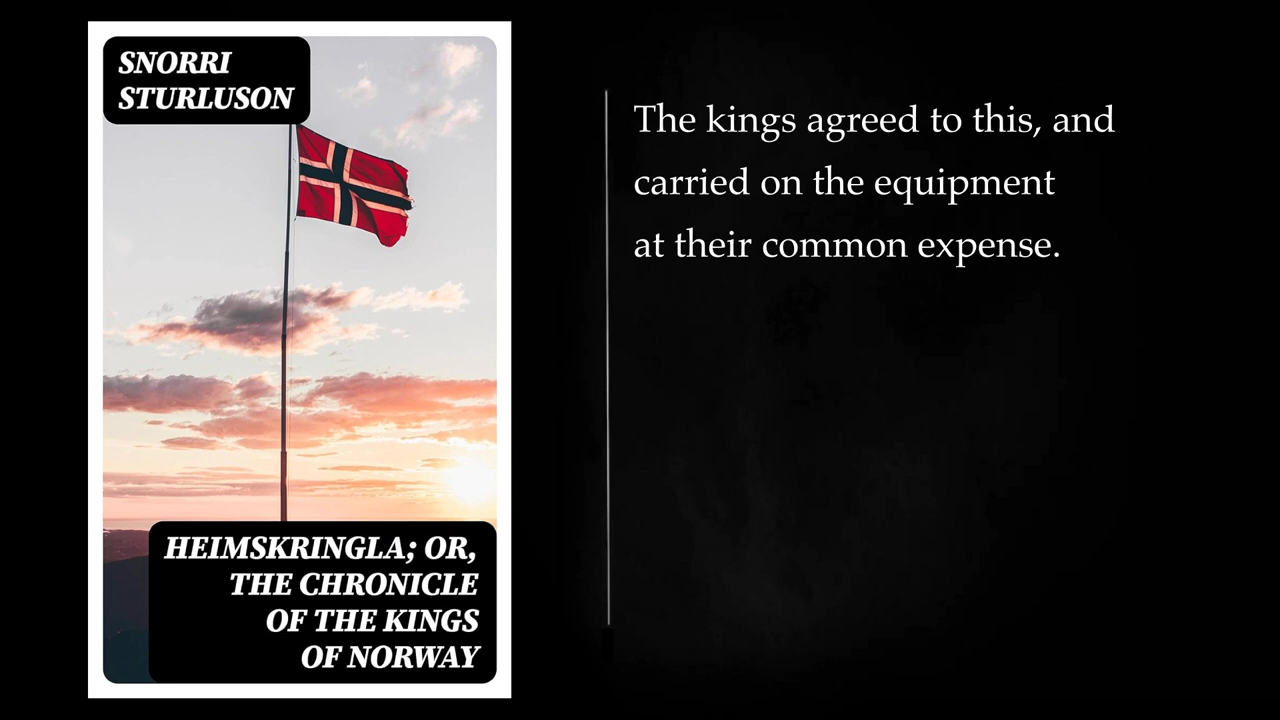 SNORRI
STURLUSON
HEIMSKRINGLA; OR,
THE CHRONICLE
OF THE KINGS
OF NORWAY
The kings agreed to this, and
carried on the equipment
at their common expense.